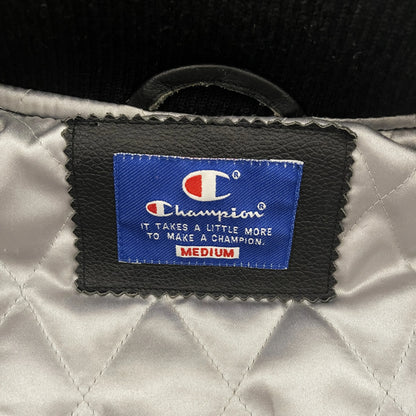 C®
Champion®
IT TAKES A LITTLE MORE
TO MAKE A CHAMPION.
MEDIUM